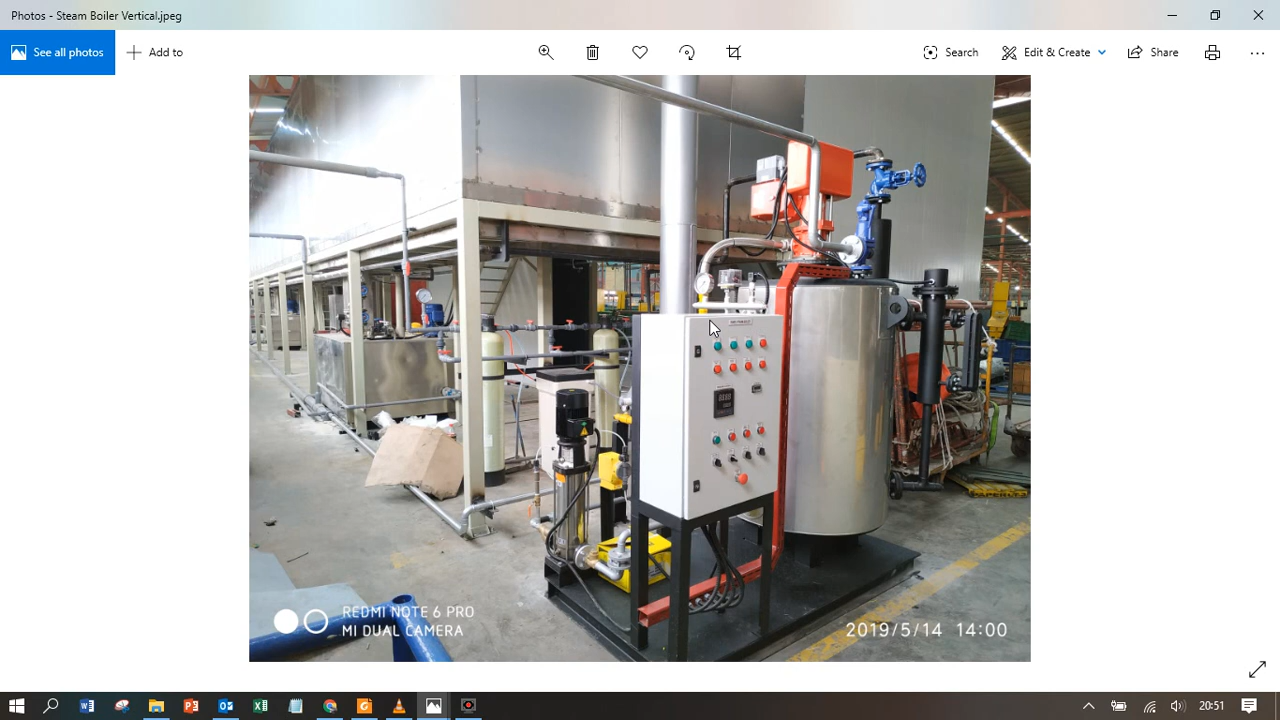 Photos - Steam Boiler Vertical.jpeg
See all photos
Add to
Search
Edit & Create
Share
REDMI NOTE 6 PRO
MI DUAL CAMERA
2019/5/14 14:00
20:51